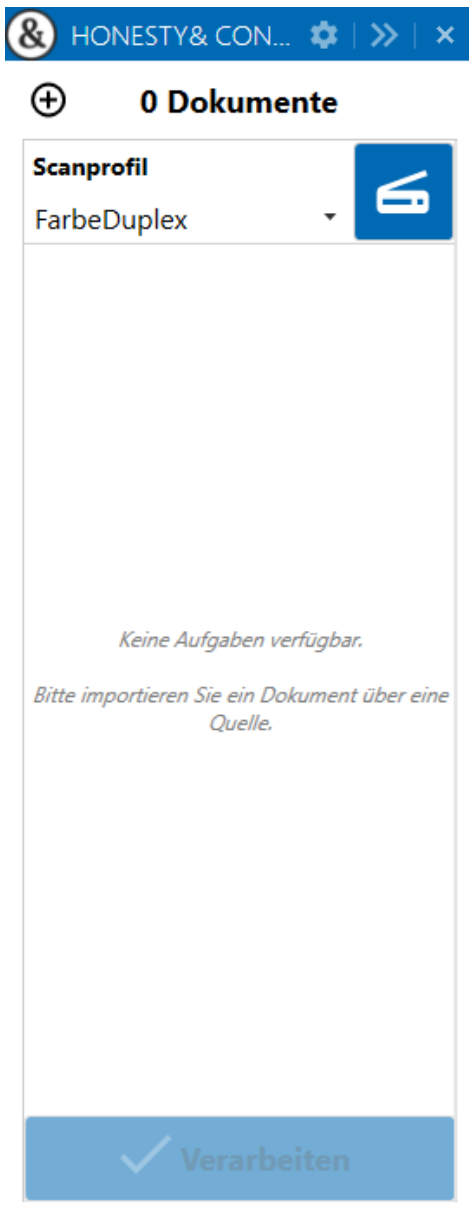 & HONESTY& CON...
0 Dokumente
Scanprofil
FarbeDuplex
Keine Aufgaben verfügbar.
Bitte importieren Sie ein Dokument über eine
Quelle.
Verarbeiten